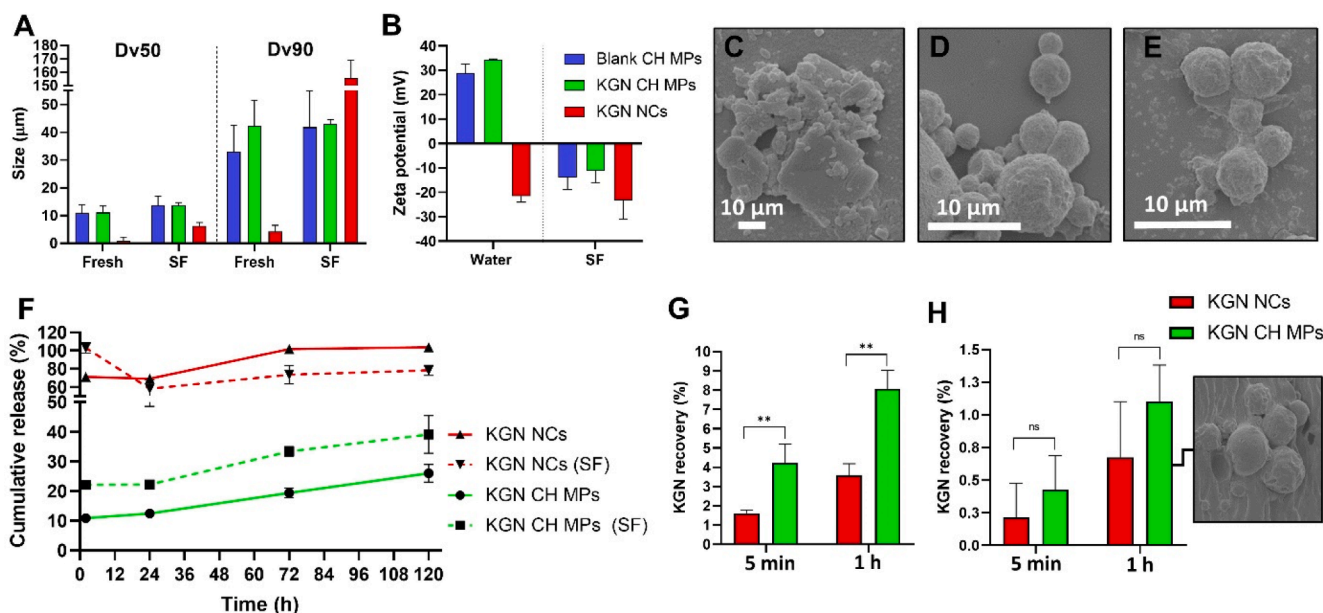 A
Dv50
Dv90
Size (µm)
180
170
160
150
140
50
40
30
20
10
0
Fresh
SF
Fresh
SF
B
Zeta potential (mV)
40
30
20
10
0
-10
-20
-30
-40
Water
SF
Blank CH MPs
KGN CH MPs
KGN NCs
C
10 µm
D
10 µm
E
10 µm
F
Cumulative release (%)
120
100
80
60
40
30
20
10
0
0 12 24 36 48 60 72 84 96 108 120
Time (h)
KGN NCs
KGN NCs (SF)
KGN CH MPs
KGN CH MPs (SF)
G
KGN recovery (%)
10
9
8
7
6
5
4
3
2
1
0
**
**
5 min
1 h
KGN NCs
KGN CH MPs
H
KGN recovery (%)
1.5
1.3
1.0
0.8
0.5
0.3
0.0
ns
ns
5 min
1 h